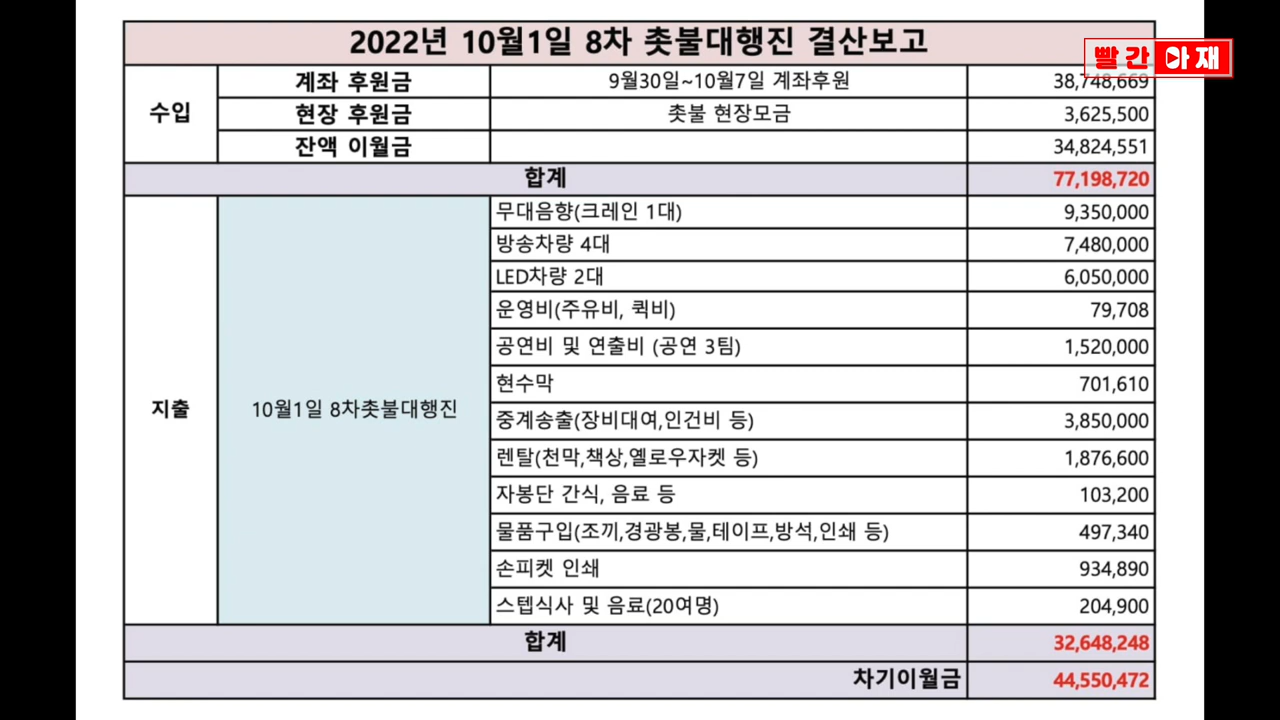 2022년 10월1일 8차 촛불대행진 결산보고
빨간아재
수입
계좌 후원금 9월30일~10월7일 계좌후원 38,748,669
현장 후원금 촛불 현장모금 3,625,500
잔액 이월금 34,824,551
합계 77,198,720
지출
10월1일 8차촛불대행진
무대음향(크레인 1대) 9,350,000
방송차량 4대 7,480,000
LED차량 2대 6,050,000
운영비(주유비, 퀵비) 79,708
공연비 및 연출비 (공연 3팀) 1,520,000
현수막 701,610
중계송출(장비대여,인건비 등) 3,850,000
렌탈(천막,책상,옐로우자켓 등) 1,876,600
자봉단 간식, 음료 등 103,200
물품구입(조끼,경광봉,물,테이프,방석,인쇄 등) 497,340
손피켓 인쇄 934,890
스텝식사 및 음료(20여명) 204,900
합계 32,648,248
차기이월금 44,550,472